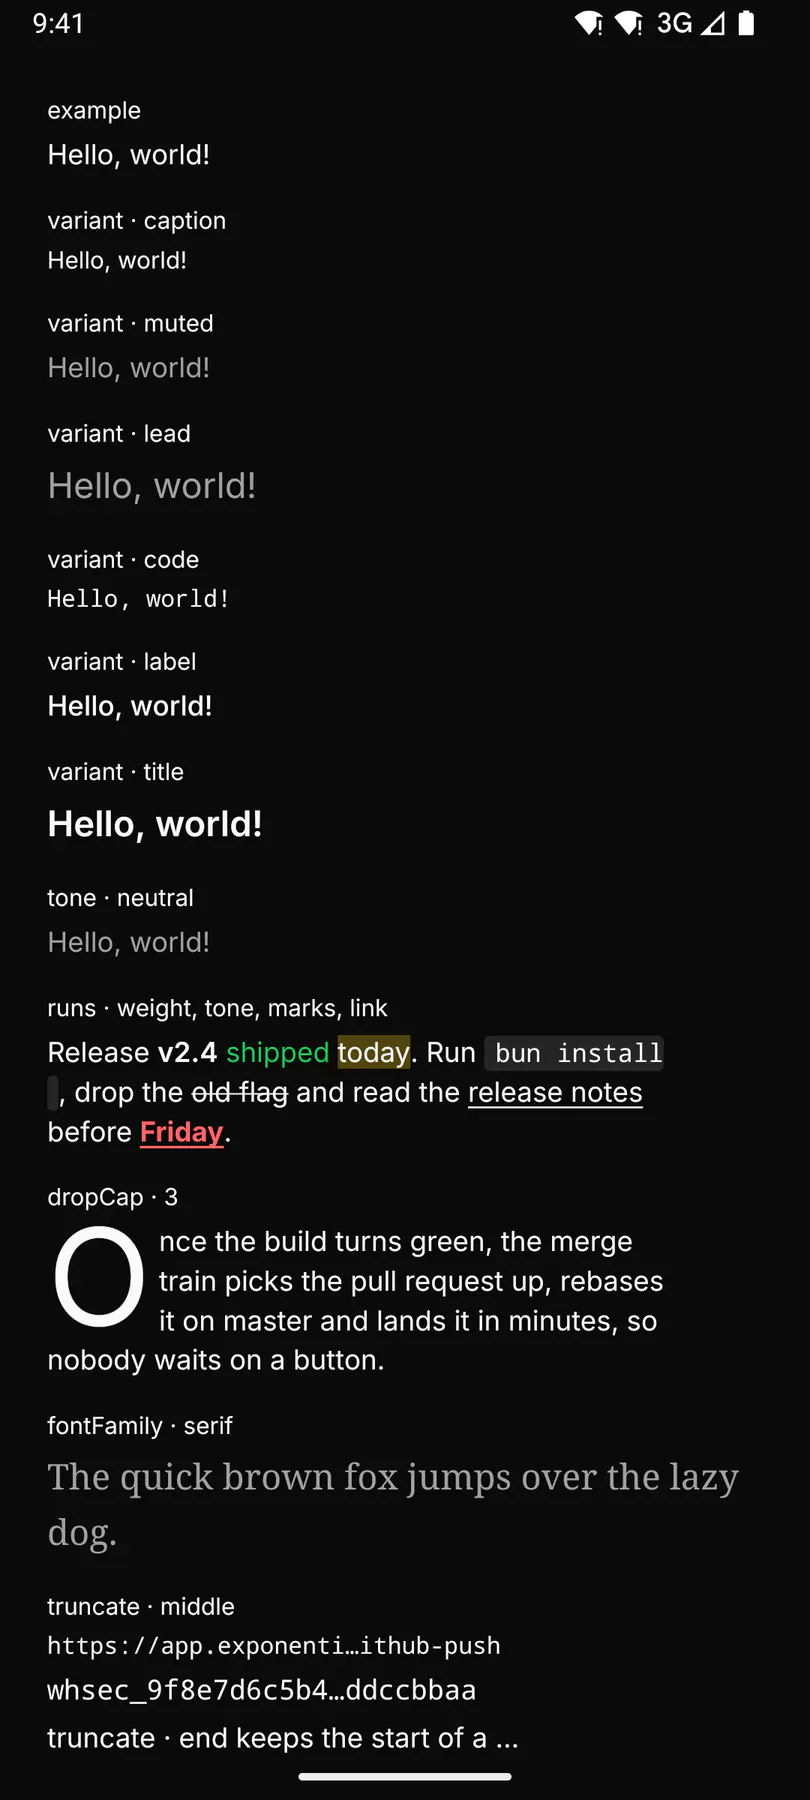 9:41
3G
example
Hello, world!
variant · caption
Hello, world!
variant · muted
Hello, world!
variant · lead
Hello, world!
variant · code
Hello, world!
variant · label
Hello, world!
variant · title
Hello, world!
tone · neutral
Hello, world!
runs · weight, tone, marks, link
Release v2.4 shipped today. Run bun install
, drop the old flag and read the release notes
before Friday.
dropCap · 3
Once the build turns green, the merge
train picks the pull request up, rebases
it on master and lands it in minutes, so
nobody waits on a button.
fontFamily · serif
The quick brown fox jumps over the lazy
dog.
truncate · middle
https://app.exponenti…ithub-push
whsec_9f8e7d6c5b4…ddccbbaa
truncate · end keeps the start of a …